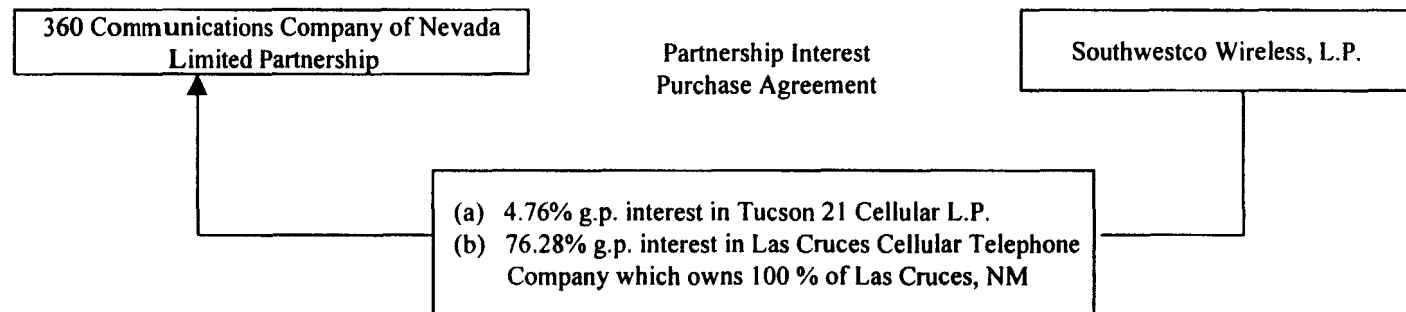 360 Communications Company of Nevada
Limited Partnership
Partnership Interest
Purchase Agreement
Southwestco Wireless, L.P.
(a) 4.76% g.p. interest in Tucson 21 Cellular L.P.
(b) 76.28% g.p. interest in Las Cruces Cellular Telephone
Company which owns 100 % of Las Cruces, NM